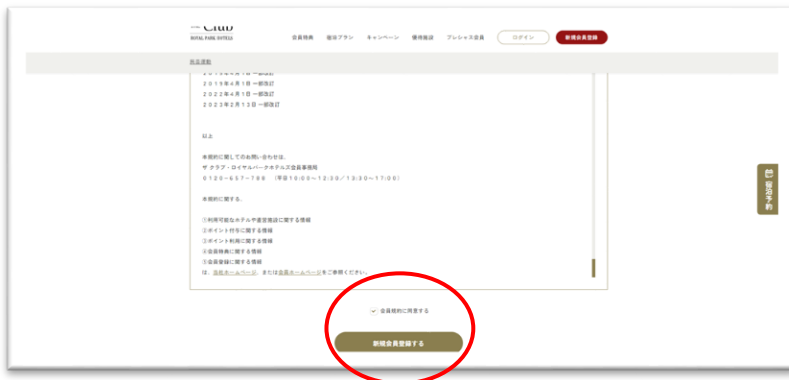 Club
ROYAL PARK HOTELS
会員特典 宿泊プラン キャンペーン 優待施設 プレシャス会員 ログイン 新規会員登録
2019年4月1日 一部改訂
2022年4月1日 一部改訂
2023年2月13日 一部改訂
以上
本規約に関してのお問い合わせは、
ザ クラブ・ロイヤルパークホテルズ会員事務局
0120-657-786 (平日10:00~12:30/13:30~17:00)
本規約に関する、
①利用可能なホテルや直営施設に関する情報
②ポイント付与に関する情報
③ポイント利用に関する情報
④会員特典に関する情報
⑤会員登録に関する情報
は、当社ホームページ、または会員ホームページをご参照ください。
会員規約に同意する
新規会員登録する
宿泊予約